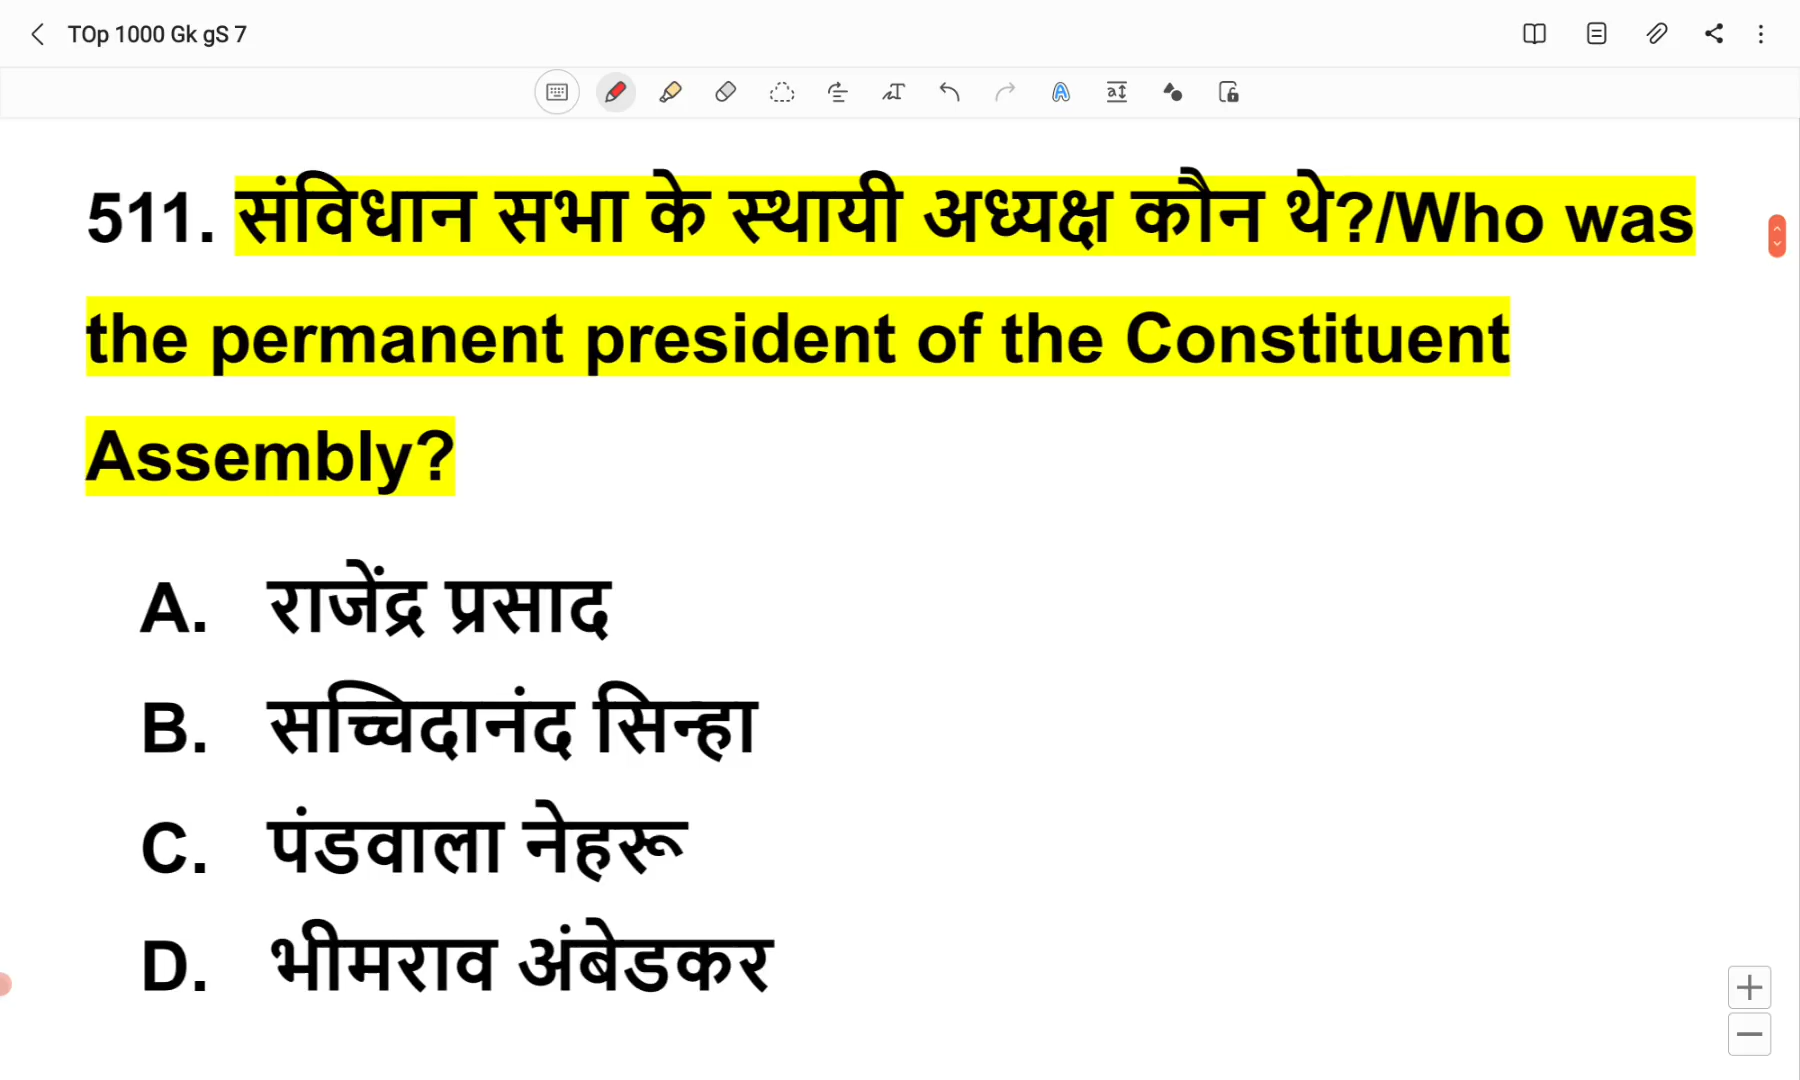 TOp 1000 Gk gS 7
511. संविधान सभा के स्थायी अध्यक्ष कौन थे?/Who was
the permanent president of the Constituent
Assembly?
A. राजेंद्र प्रसाद
B. सच्चिदानंद सिन्हा
C. पंडवाला नेहरू
D. भीमराव अंबेडकर